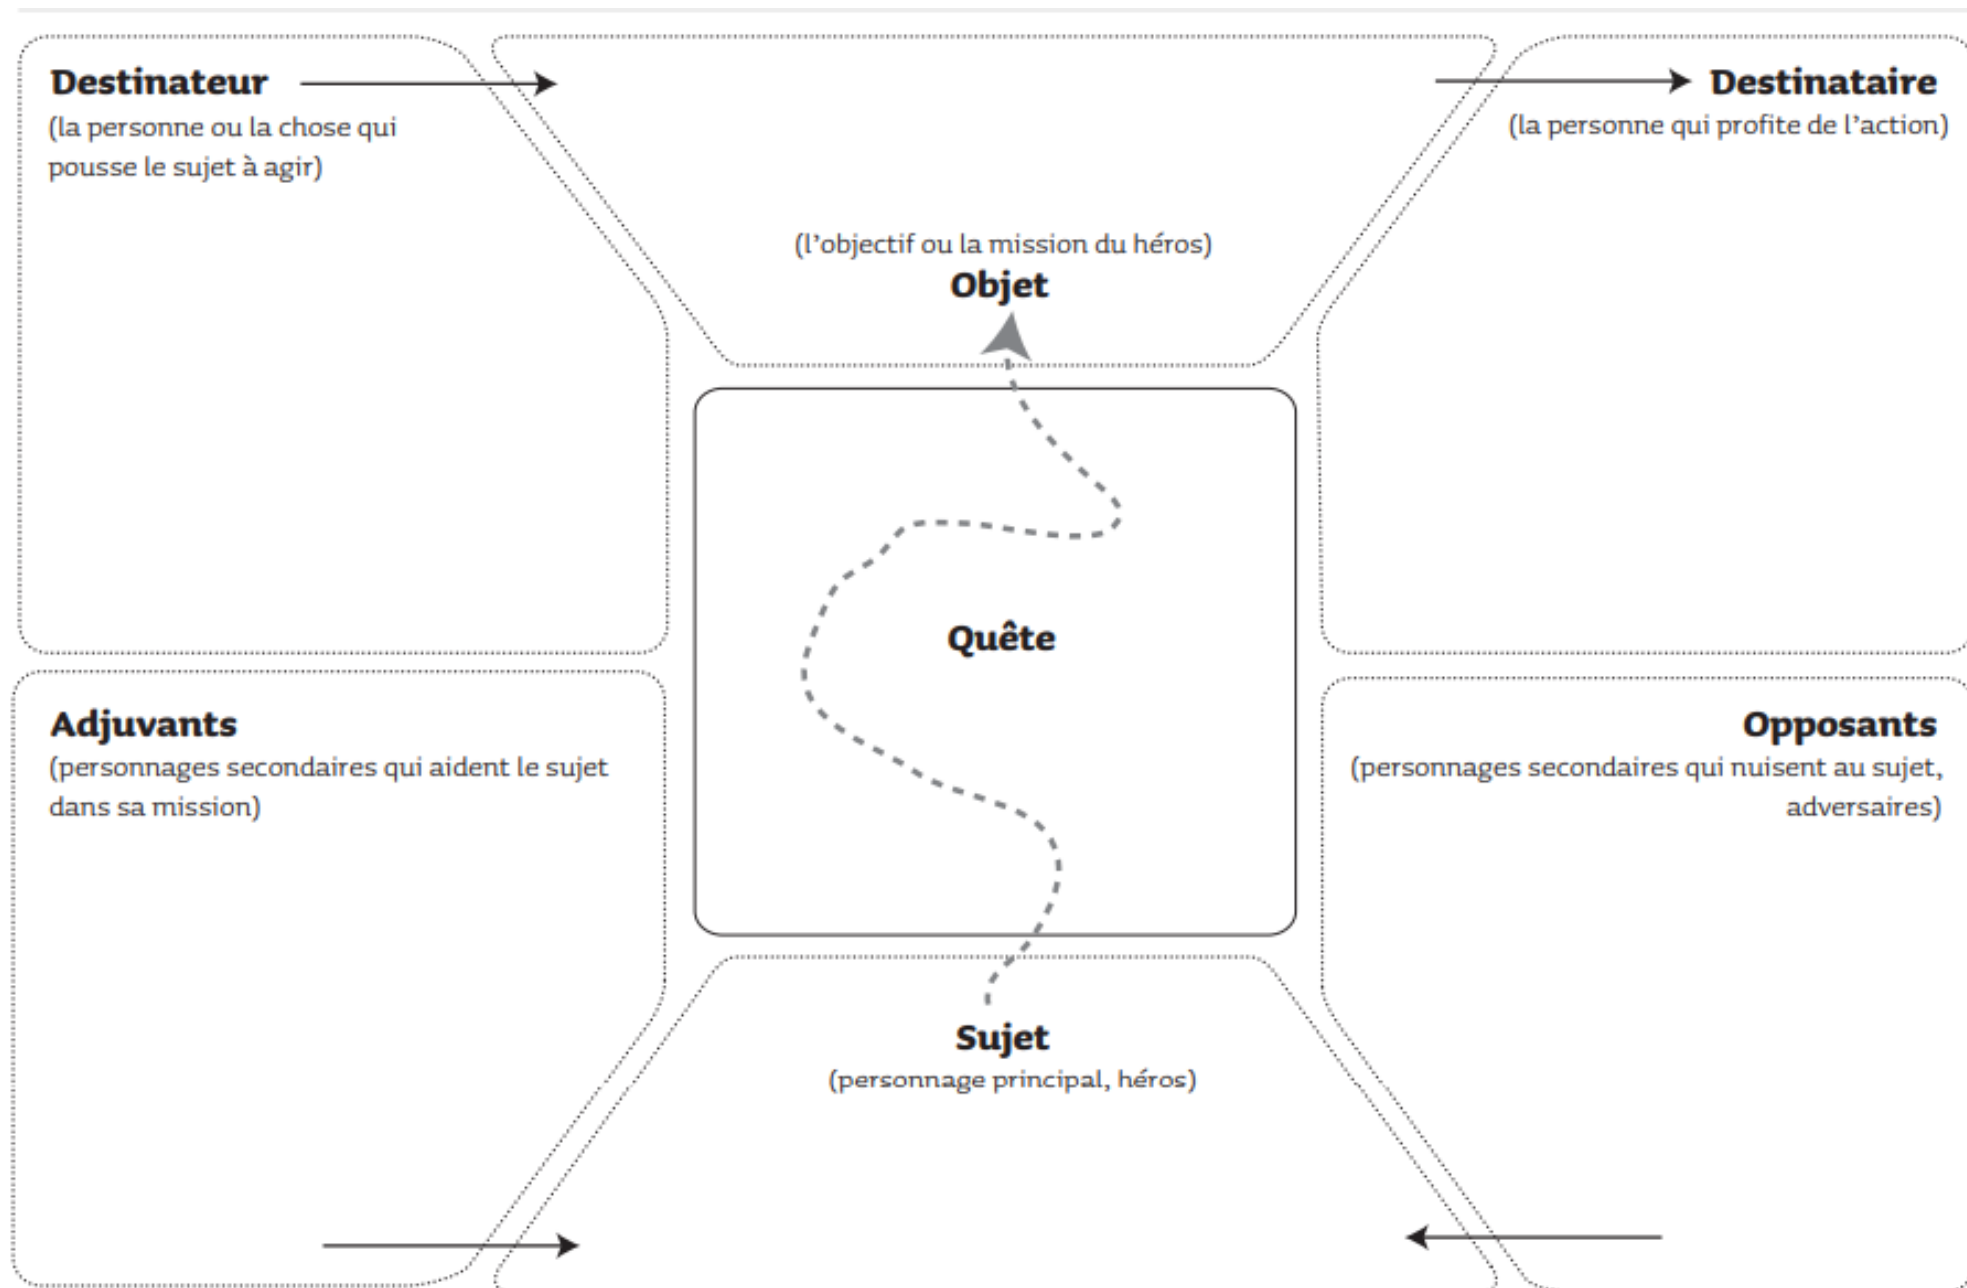 Destinateur
(la personne ou la chose qui
pousse le sujet à agir)
Destinataire
(la personne qui profite de l'action)
(l'objectif ou la mission du héros)
Objet
Quête
Adjuvants
(personnages secondaires qui aident le sujet
dans sa mission)
Opposants
(personnages secondaires qui nuisent au sujet,
adversaires)
Sujet
(personnage principal, héros)